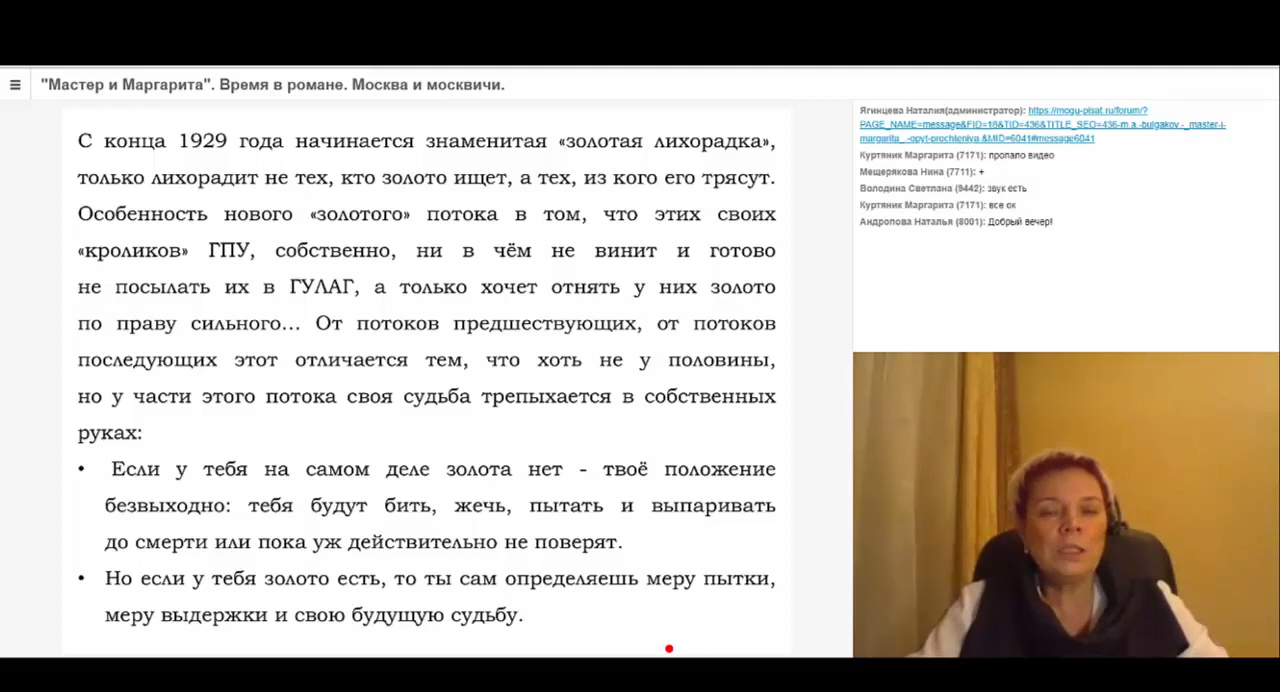 "Мастер и Маргарита". Время в романе. Москва и москвичи.
С конца 1929 года начинается знаменитая «золотая лихорадка»,
только лихорадит не тех, кто золото ищет, а тех, из кого его трясут.
Особенность нового «золотого» потока в том, что этих своих
«кроликов» ГПУ, собственно, ни в чём не винит и готово
не посылать их в ГУЛАГ, а только хочет отнять у них золото
по праву сильного... От потоков предшествующих, от потоков
последующих этот отличается тем, что хоть не у половины,
но у части этого потока своя судьба трепыхается в собственных
руках:
• Если у тебя на самом деле золота нет - твоё положение
безвыходно: тебя будут бить, жечь, пытать и выпаривать
до смерти или пока уж действительно не поверят.
• Но если у тебя золото есть, то ты сам определяешь меру пытки,
меру выдержки и свою будущую судьбу.
Ягинцева Наталия(администратор): https://mogu-pisat.ru/forum/?
PAGE_NAME=message&FID=18&TID=436&TITLE_SEO=436-m.a.-bulgakov.-_master-i-
margarita_.-opyt-prochteniya.&MID=6041#message6041
Куртяник Маргарита (7171): пропало видео
Мещерякова Нина (7711): +
Володина Светлана (9442): звук есть
Куртяник Маргарита (7171): все ок
Андропова Наталья (8001): Добрый вечер!